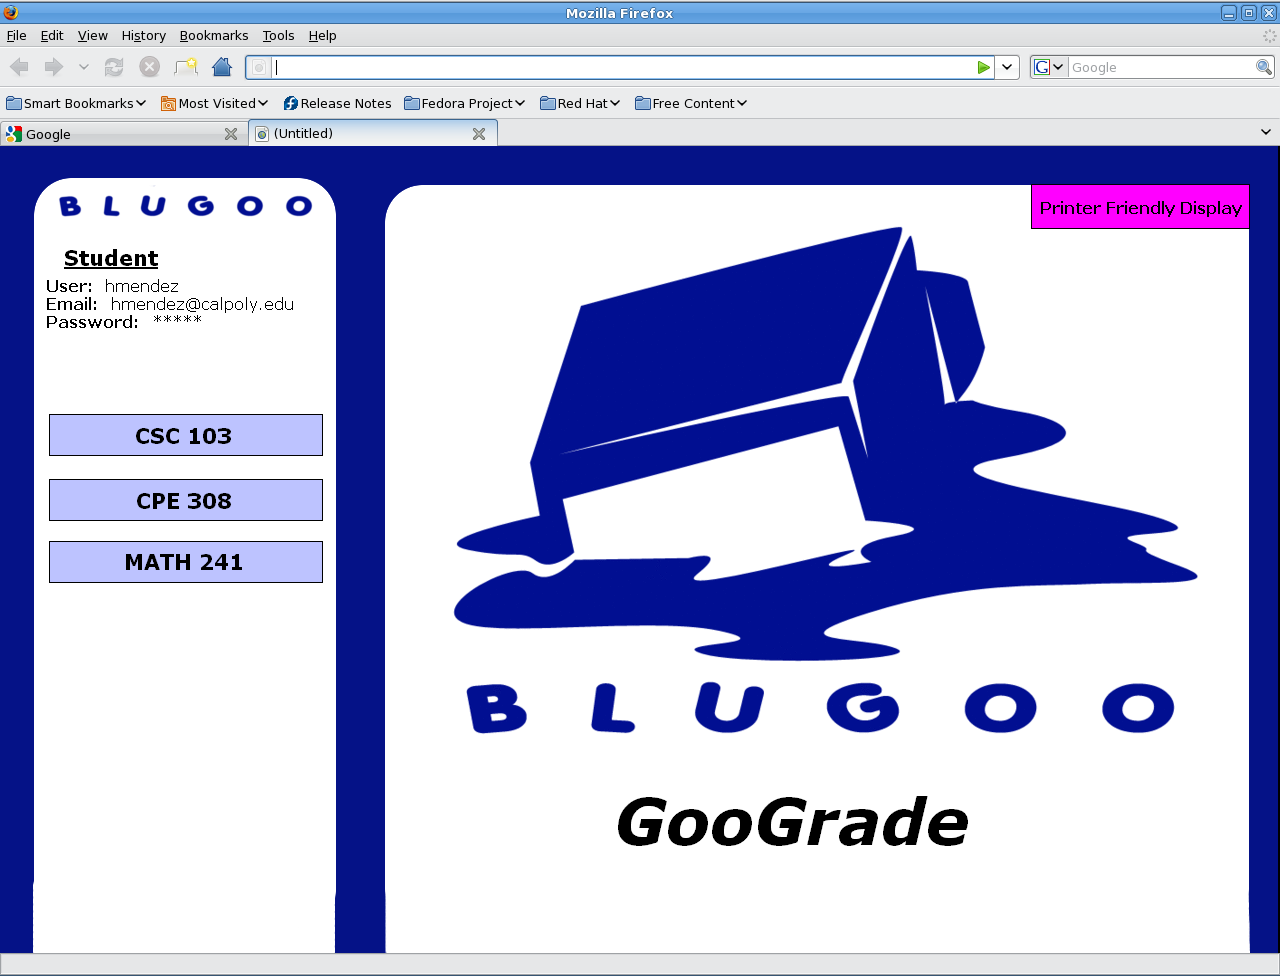 Mozilla Firefox
File Edit View History Bookmarks Tools Help
Google
Smart Bookmarks Most Visited Release Notes Fedora Project Red Hat Free Content
Google (Untitled)
BLUGOO
Student
User: hmendez
Email: hmendez@calpoly.edu
Password: *****
CSC 103
CPE 308
MATH 241
Printer Friendly Display
BLUGOO
GooGrade